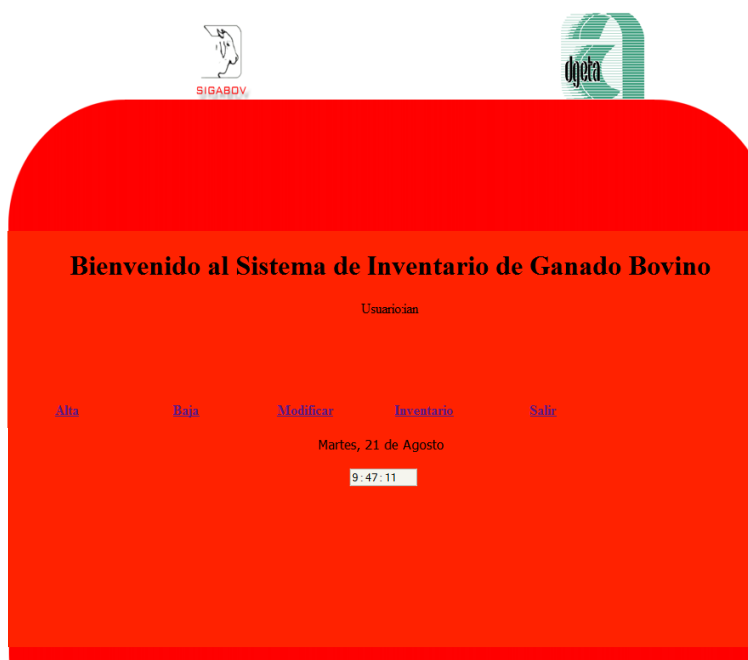 SIGABOV
dgeta
Bienvenido al Sistema de Inventario de Ganado Bovino
Usuario:ian
Alta Baja Modificar Inventario Salir
Martes, 21 de Agosto
9 : 47 : 11